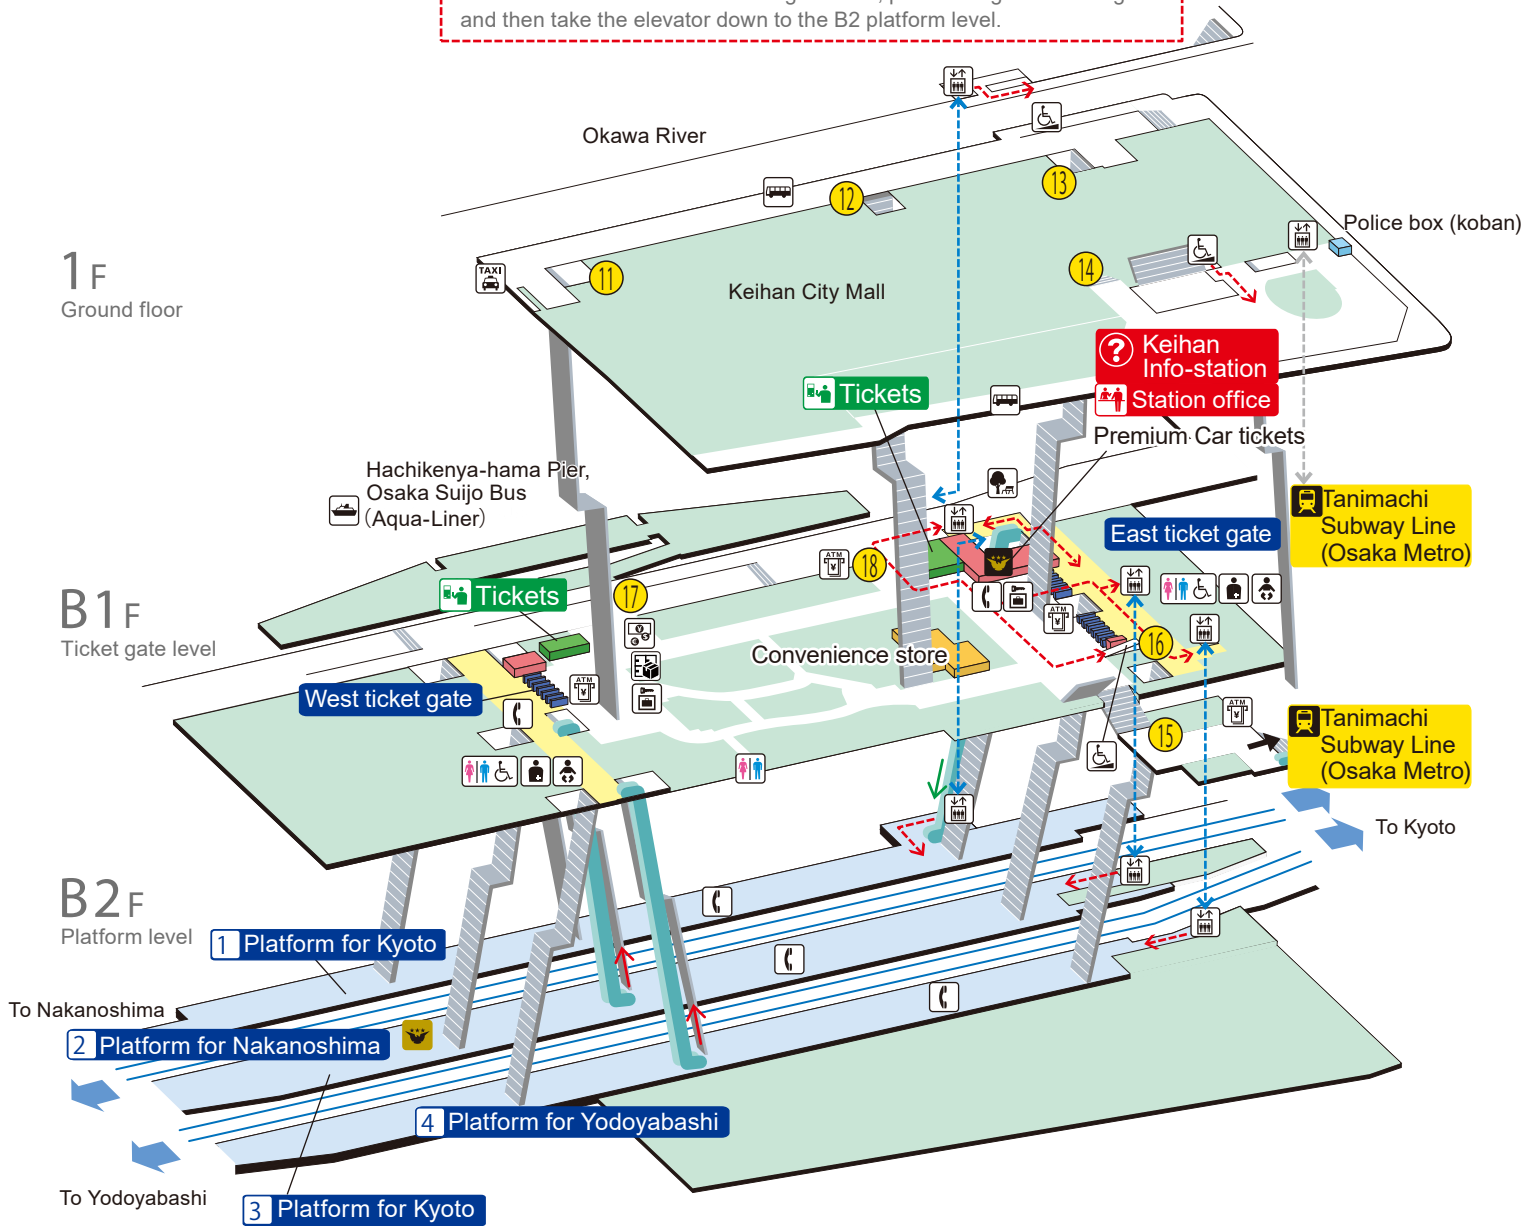 and then take the elevator down to the B2 platform level.
Okawa River
13
12
Police box (koban)
TAXI
11
14
1F
Ground floor
Keihan City Mall
? Keihan
Info-station
Station office
Tickets
Premium Car tickets
Hachikenya-hama Pier,
Osaka Suijo Bus
(Aqua-Liner)
Tanimachi
Subway Line
(Osaka Metro)
East ticket gate
ATM
18
B1F
Ticket gate level
Tickets
17
ATM
16
Convenience store
West ticket gate
ATM
15
ATM
Tanimachi
Subway Line
(Osaka Metro)
To Kyoto
B2F
Platform level
1 Platform for Kyoto
To Nakanoshima
2 Platform for Nakanoshima
4 Platform for Yodoyabashi
To Yodoyabashi
3 Platform for Kyoto